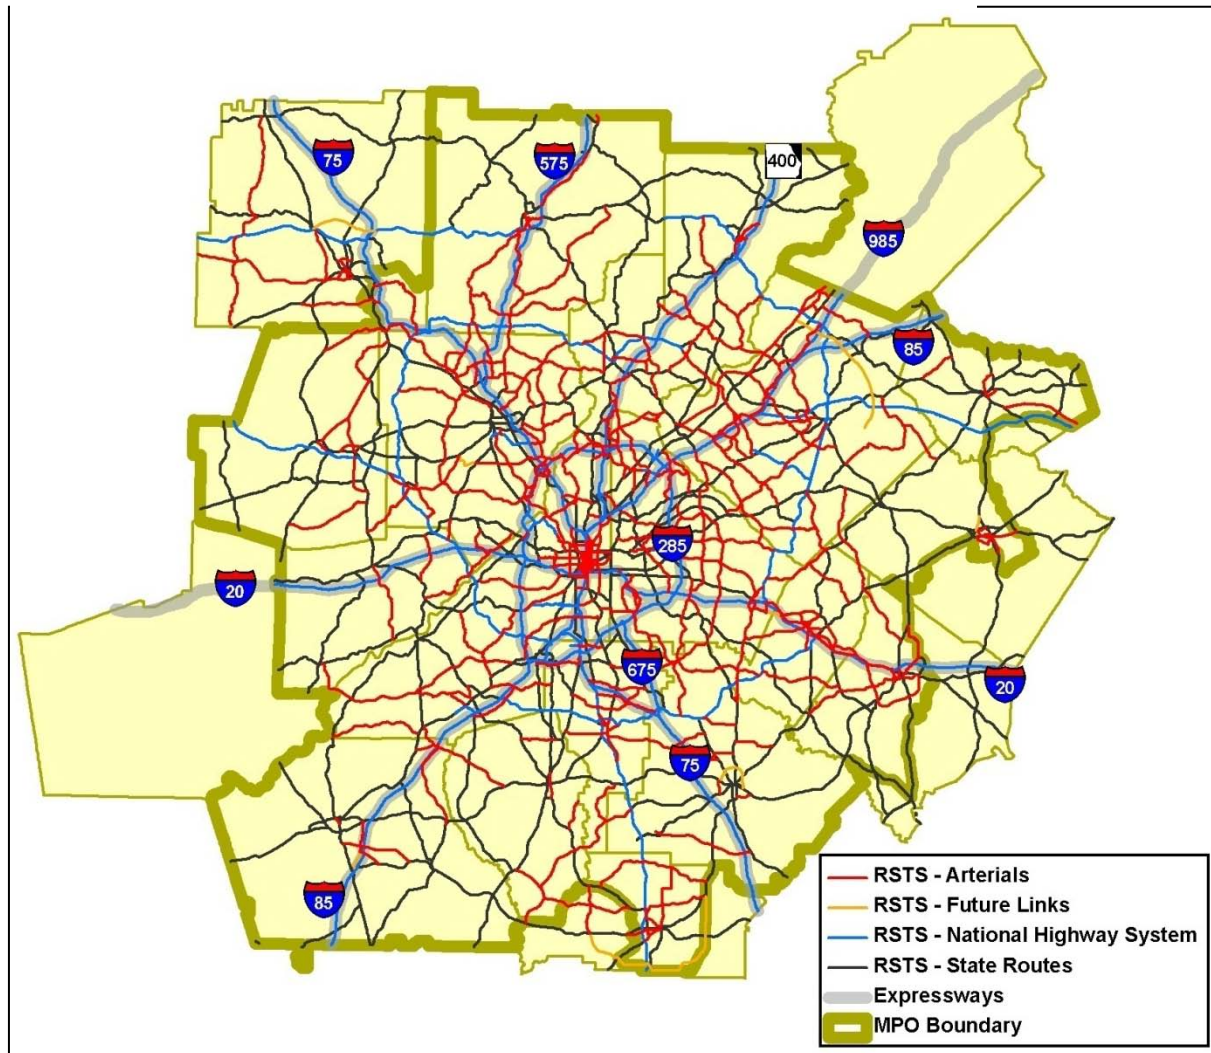 400
75
575
985
85
285
20
675
20
75
85
RSTS - Arterials
RSTS - Future Links
RSTS - National Highway System
RSTS - State Routes
Expressways
MPO Boundary